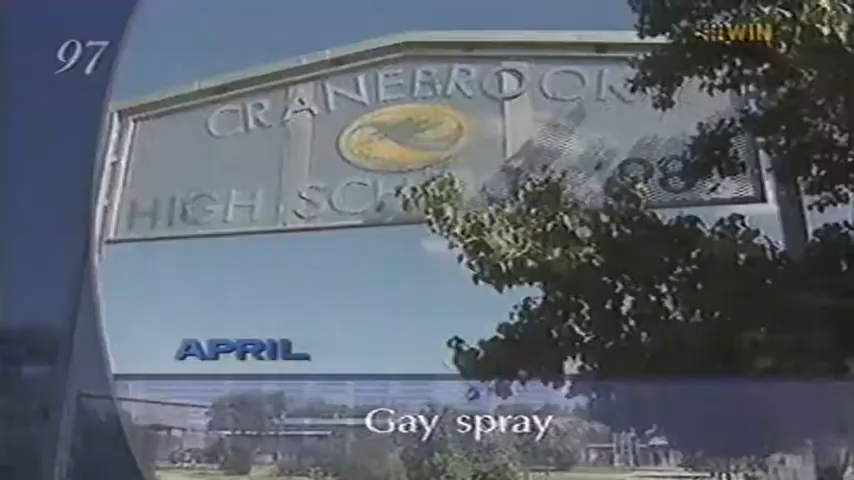 97
WIN
CRANEBROOK
HIGH SCHOOL
APRIL
Gay spray